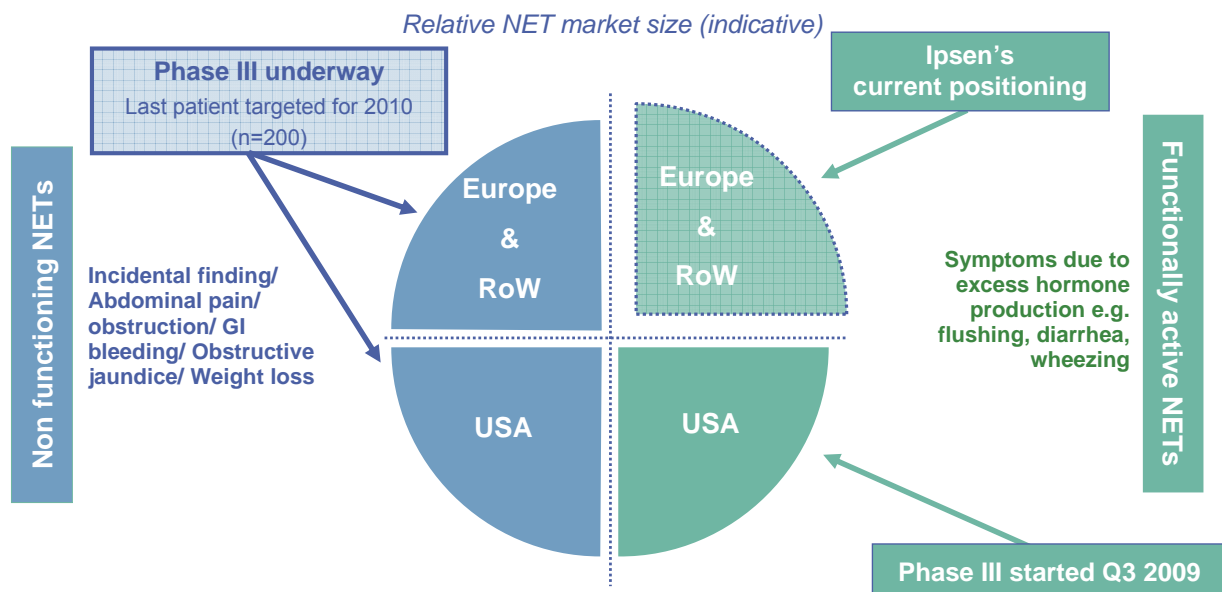 Relative NET market size (indicative)
Phase III underway
Last patient targeted for 2010
(n=200)
Ipsen's
current positioning
Non functioning NETs
Incidental finding/
Abdominal pain/
obstruction/ GI
bleeding/ Obstructive
jaundice/ Weight loss
Europe
&
RoW
Europe
&
RoW
Symptoms due to
excess hormone
production e.g.
flushing, diarrhea,
wheezing
Functionally active NETs
USA
USA
Phase III started Q3 2009